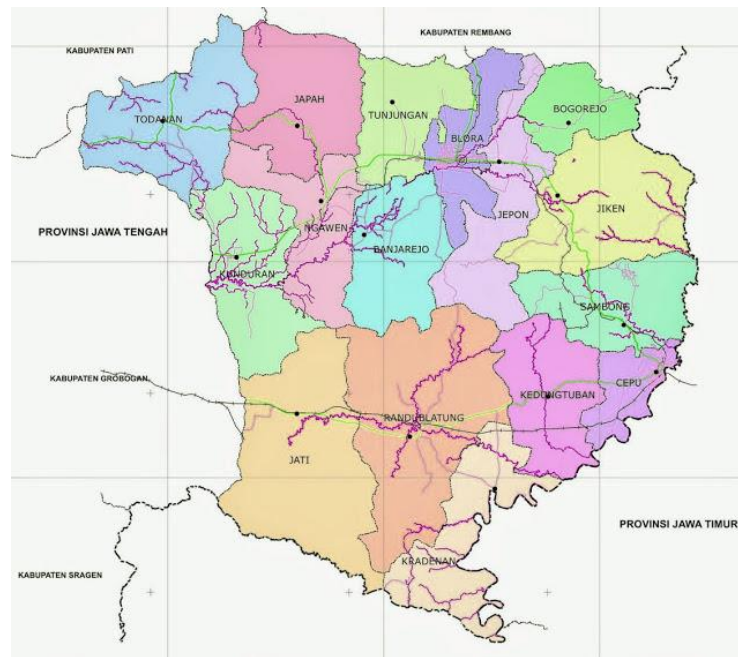 KABUPATEN REMBANG
KABUPATEN PATI
JAPAH
TUNJUNGAN
BOGOREJO
TODANAN
BLORA
JEPON
JIKEN
PROVINSI JAWA TENGAH
NGAWEN
BANJAREJO
KUNDURAN
SAMBONG
KABUPATEN GROBOGAN
CEPU
KEDUNGTUBAN
RANDUBLATUNG
JATI
PROVINSI JAWA TIMUR
KRADENAN
KABUPATEN SRAGEN